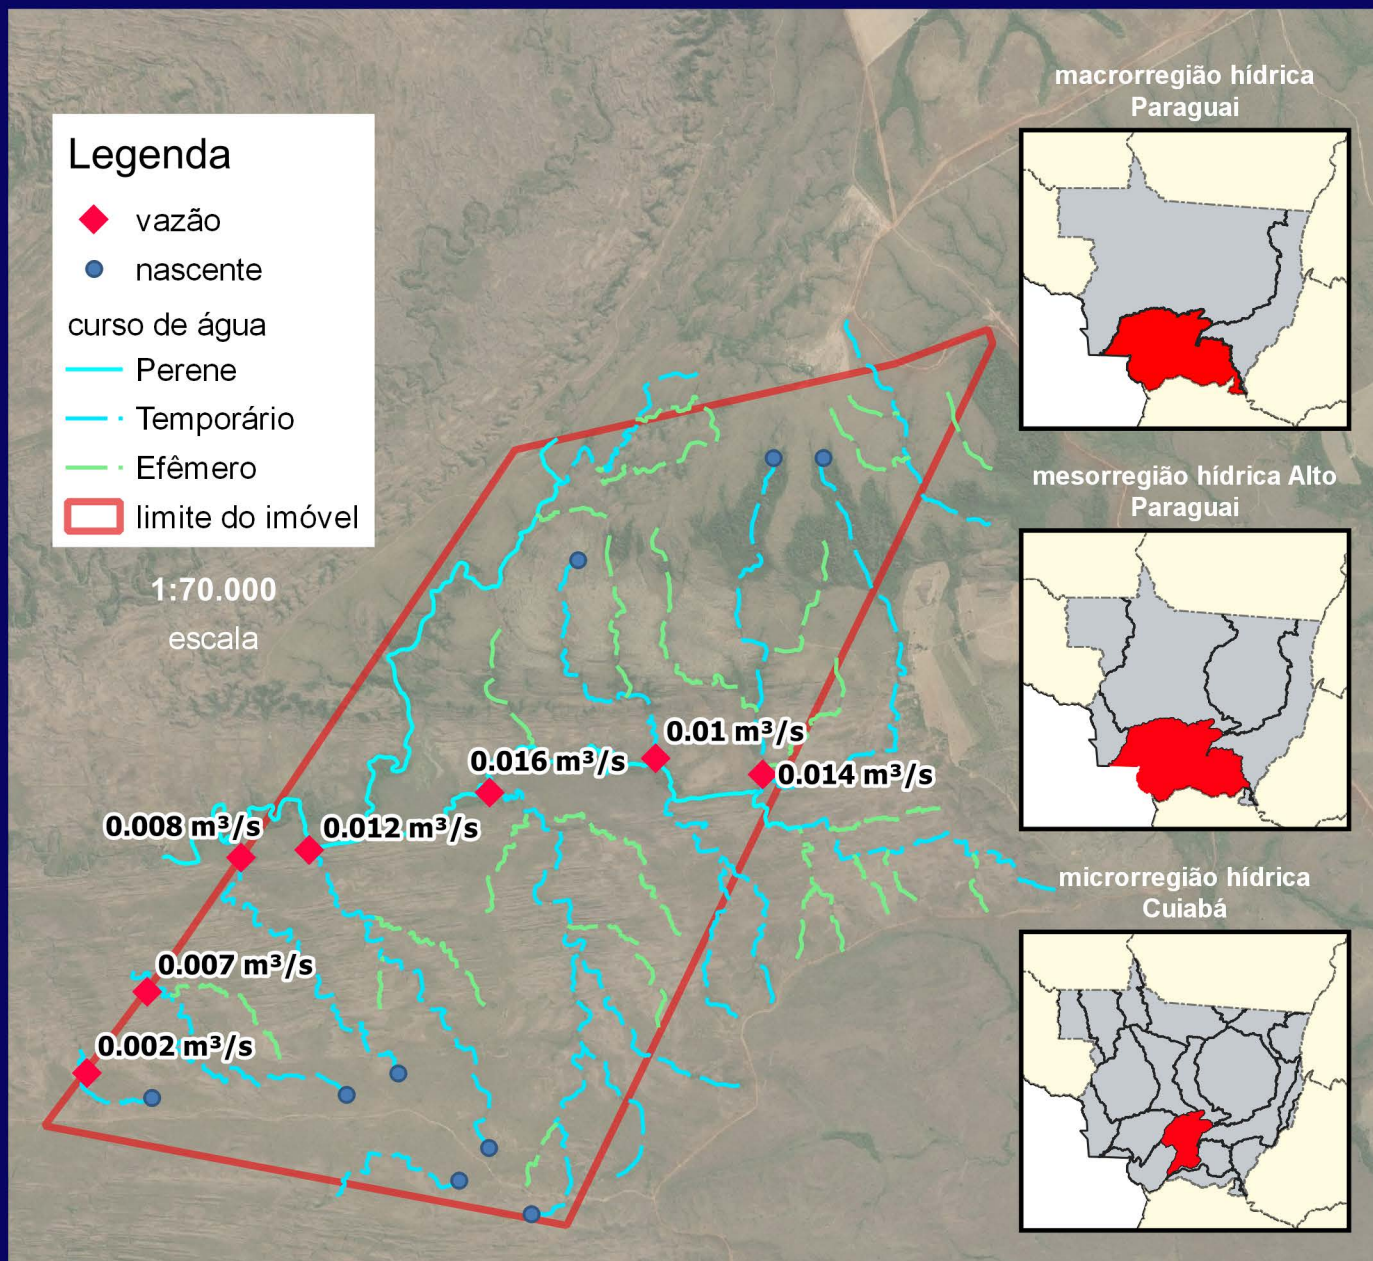 macrorregião hídrica
Paraguai
Legenda
vazão
nascente
curso de água
Perene
Temporário
Efêmero
limite do imóvel
1:70.000
escala
mesorregião hídrica Alto
Paraguai
0.01 m³/s
0.016 m³/s
0.014 m³/s
0.008 m³/s
0.012 m³/s
microrregião hídrica
Cuiabá
0.007 m³/s
0.002 m³/s